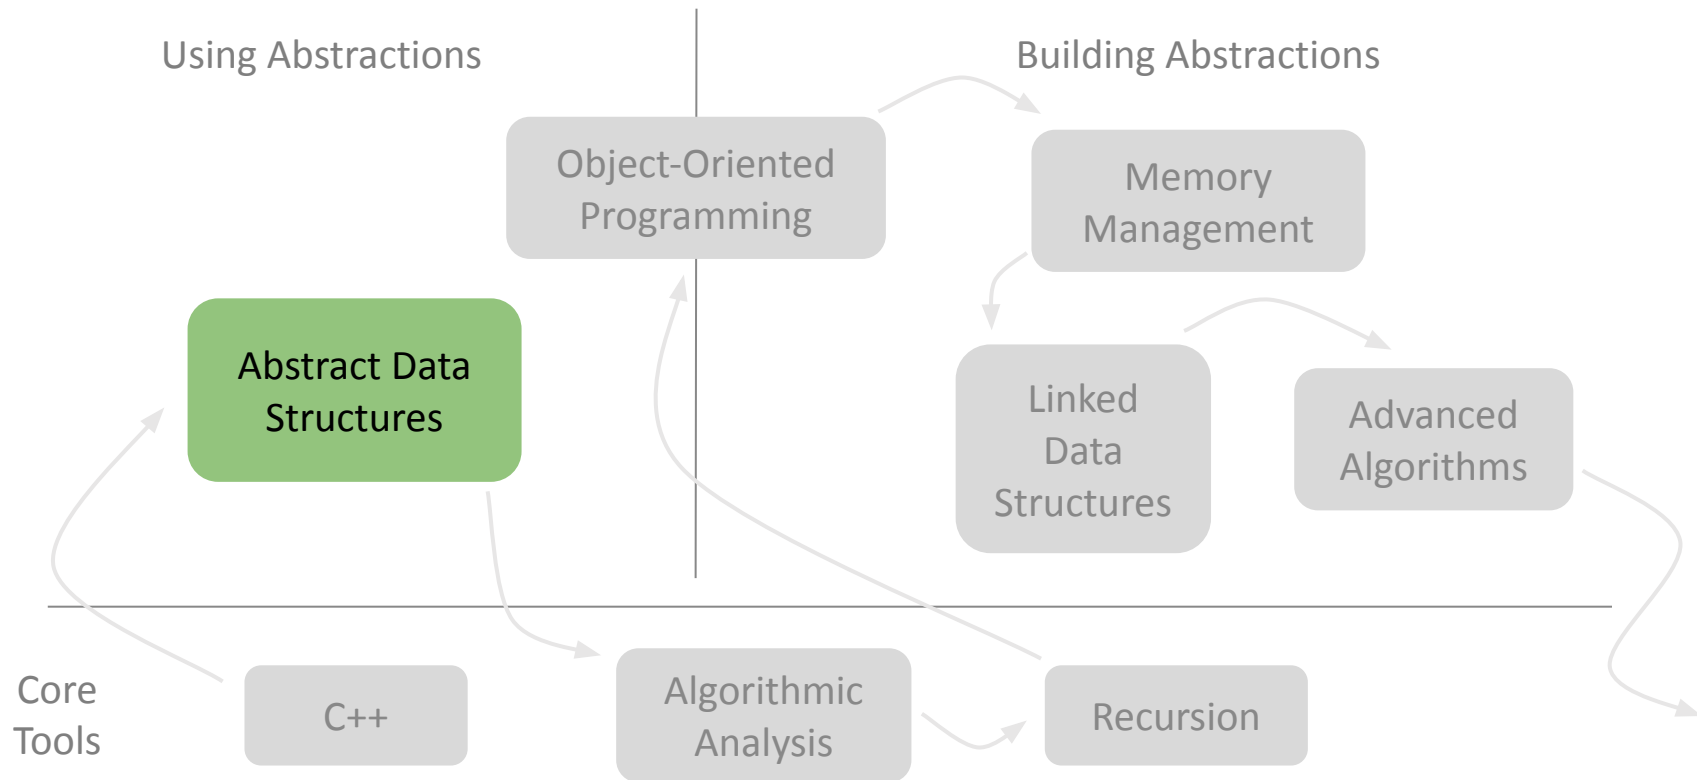 Using Abstractions
Building Abstractions
Object-Oriented
Programming
Memory
Management
Abstract Data
Structures
Linked
Data
Structures
Advanced
Algorithms
Core
Tools
C++
Algorithmic
Analysis
Recursion